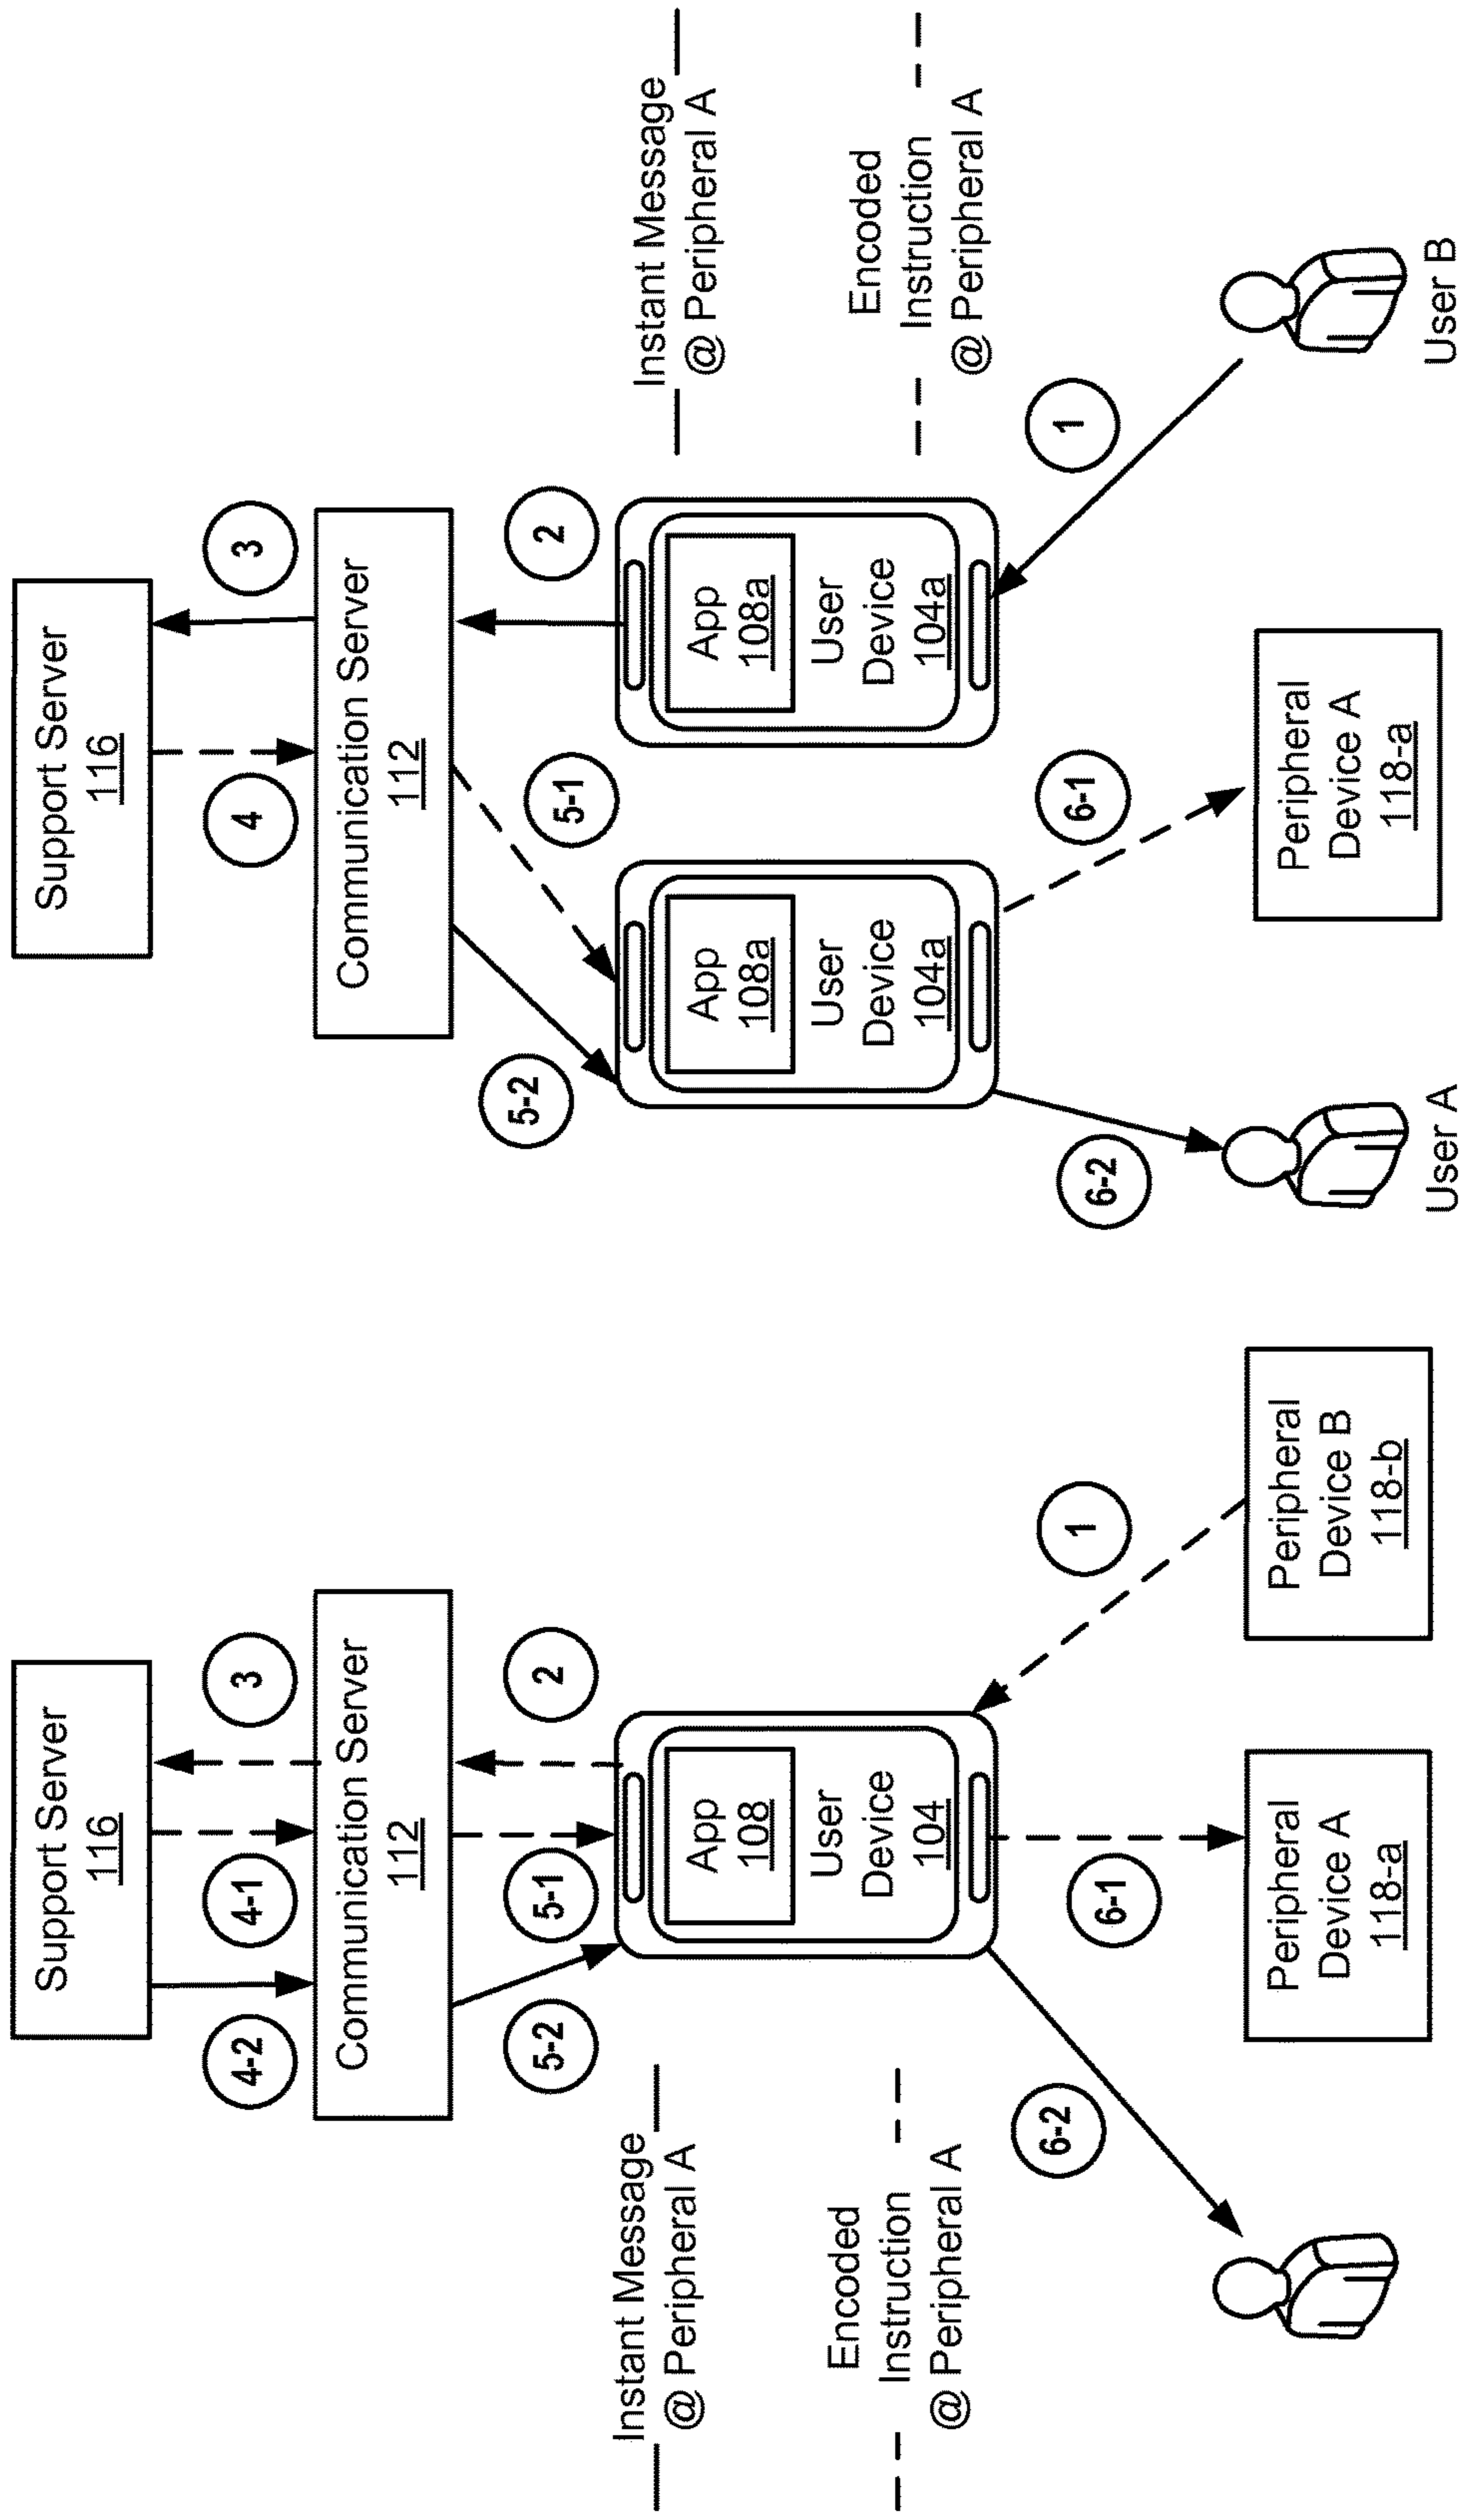 Support Server
116
3
4-1
4-2
Communication Server
112
2
5-1
5-2
Instant Message
@ Peripheral A
Encoded
Instruction
@ Peripheral A
App
108
User
Device
104
1
6-1
6-2
Peripheral
Device A
118-a
Peripheral
Device B
118-b
Support Server
116
3
4
Communication Server
112
2
5-1
5-2
Instant Message
@ Peripheral A
Encoded
Instruction
@ Peripheral A
App
108a
User
Device
104a
App
108a
User
Device
104a
1
6-1
6-2
Peripheral
Device A
118-a
User A
User B